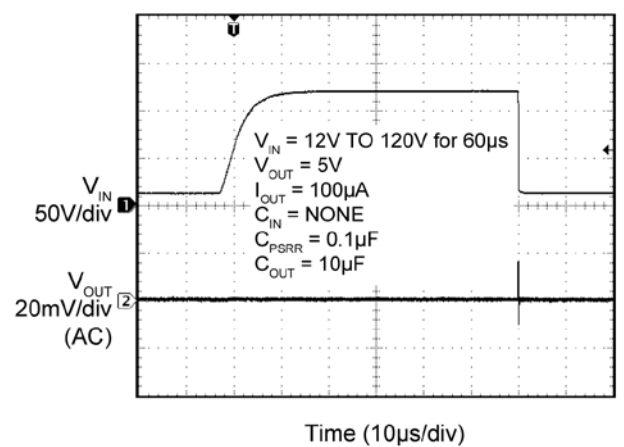 T
V_IN = 12V TO 120V for 60µs
V_OUT = 5V
I_OUT = 100µA
C_IN = NONE
C_PSRR = 0.1µF
C_OUT = 10µF
V_IN
50V/div
1
V_OUT
20mV/div
2
(AC)
Time (10µs/div)